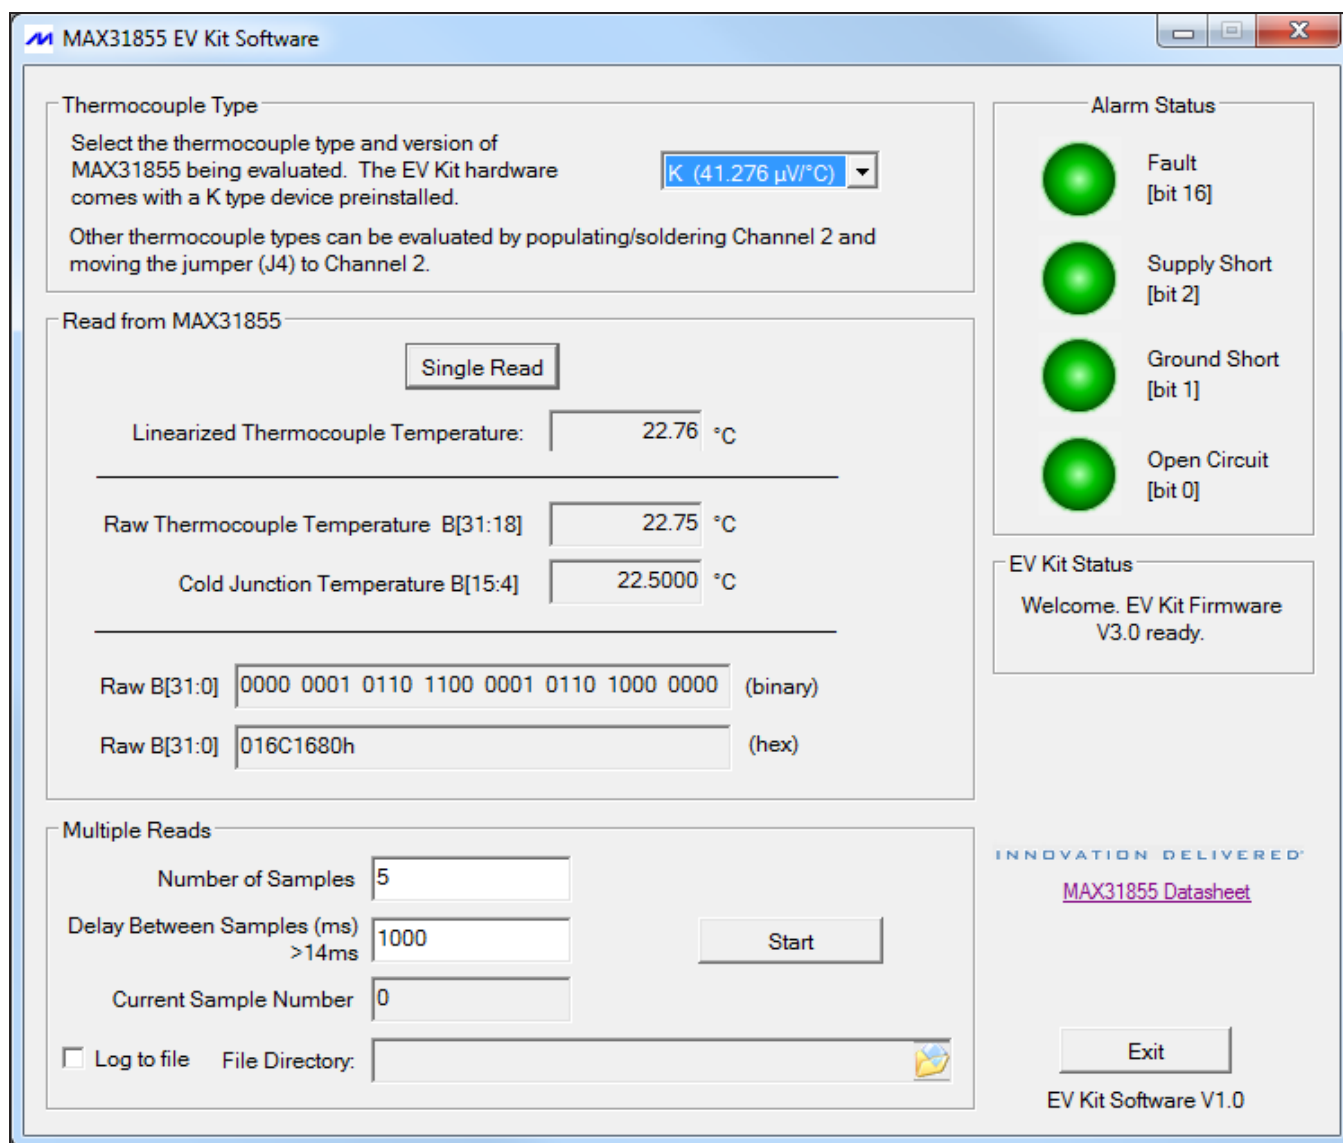 MAX31855 EV Kit Software
Thermocouple Type
Select the thermocouple type and version of
MAX31855 being evaluated. The EV Kit hardware
comes with a K type device preinstalled.
K (41.276 µV/°C)
Other thermocouple types can be evaluated by populating/soldering Channel 2 and
moving the jumper (J4) to Channel 2.
Read from MAX31855
Single Read
Linearized Thermocouple Temperature: 22.76 °C
Raw Thermocouple Temperature B[31:18] 22.75 °C
Cold Junction Temperature B[15:4] 22.5000 °C
Raw B[31:0] 0000 0001 0110 1100 0001 0110 1000 0000 (binary)
Raw B[31:0] 016C1680h (hex)
Multiple Reads
Number of Samples 5
Delay Between Samples (ms)
>14ms
1000
Start
Current Sample Number 0
Log to file File Directory:
Alarm Status
Fault
[bit 16]
Supply Short
[bit 2]
Ground Short
[bit 1]
Open Circuit
[bit 0]
EV Kit Status
Welcome. EV Kit Firmware
V3.0 ready.
INNOVATION DELIVERED
MAX31855 Datasheet
Exit
EV Kit Software V1.0